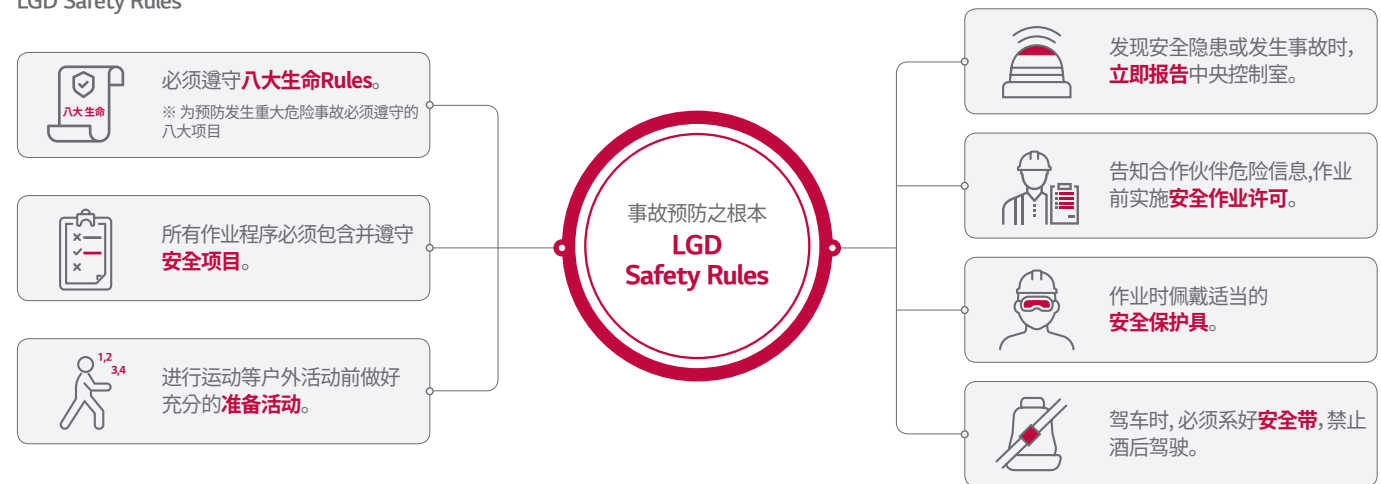 LGD Safety Rules
八大 生命
必须遵守八大生命Rules。
※ 为预防发生重大危险事故必须遵守的
八大项目
所有作业程序必须包含并遵守
安全项目。
1,2
3,4
进行运动等户外活动前做好
充分的准备活动。
事故预防之根本
LGD
Safety Rules
发现安全隐患或发生事故时,
立即报告中央控制室。
告知合作伙伴危险信息,作业
前实施安全作业许可。
作业时佩戴适当的
安全保护具。
驾车时, 必须系好安全带, 禁止
酒后驾驶。